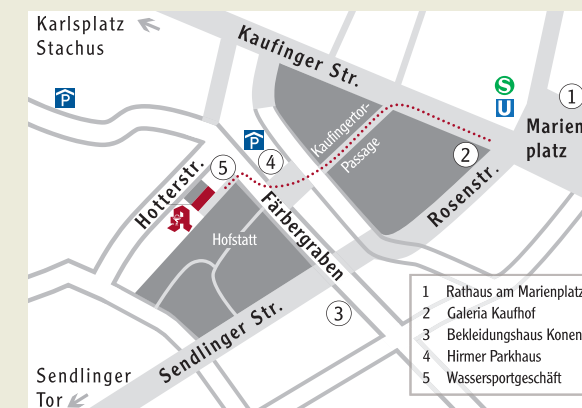 Karlsplatz
Stachus
Kaufinger Str.
P
S
U
1
Marien
platz
Kaufingertor-
Passage
2
P
4
5
Hotterstr.
Rosenstr.
Färbergraben
Hofstatt
3
Sendlinger Str.
Sendlinger
Tor
1 Rathaus am Marienplatz
2 Galeria Kaufhof
3 Bekleidungshaus Konen
4 Hirmer Parkhaus
5 Wassersportgeschäft